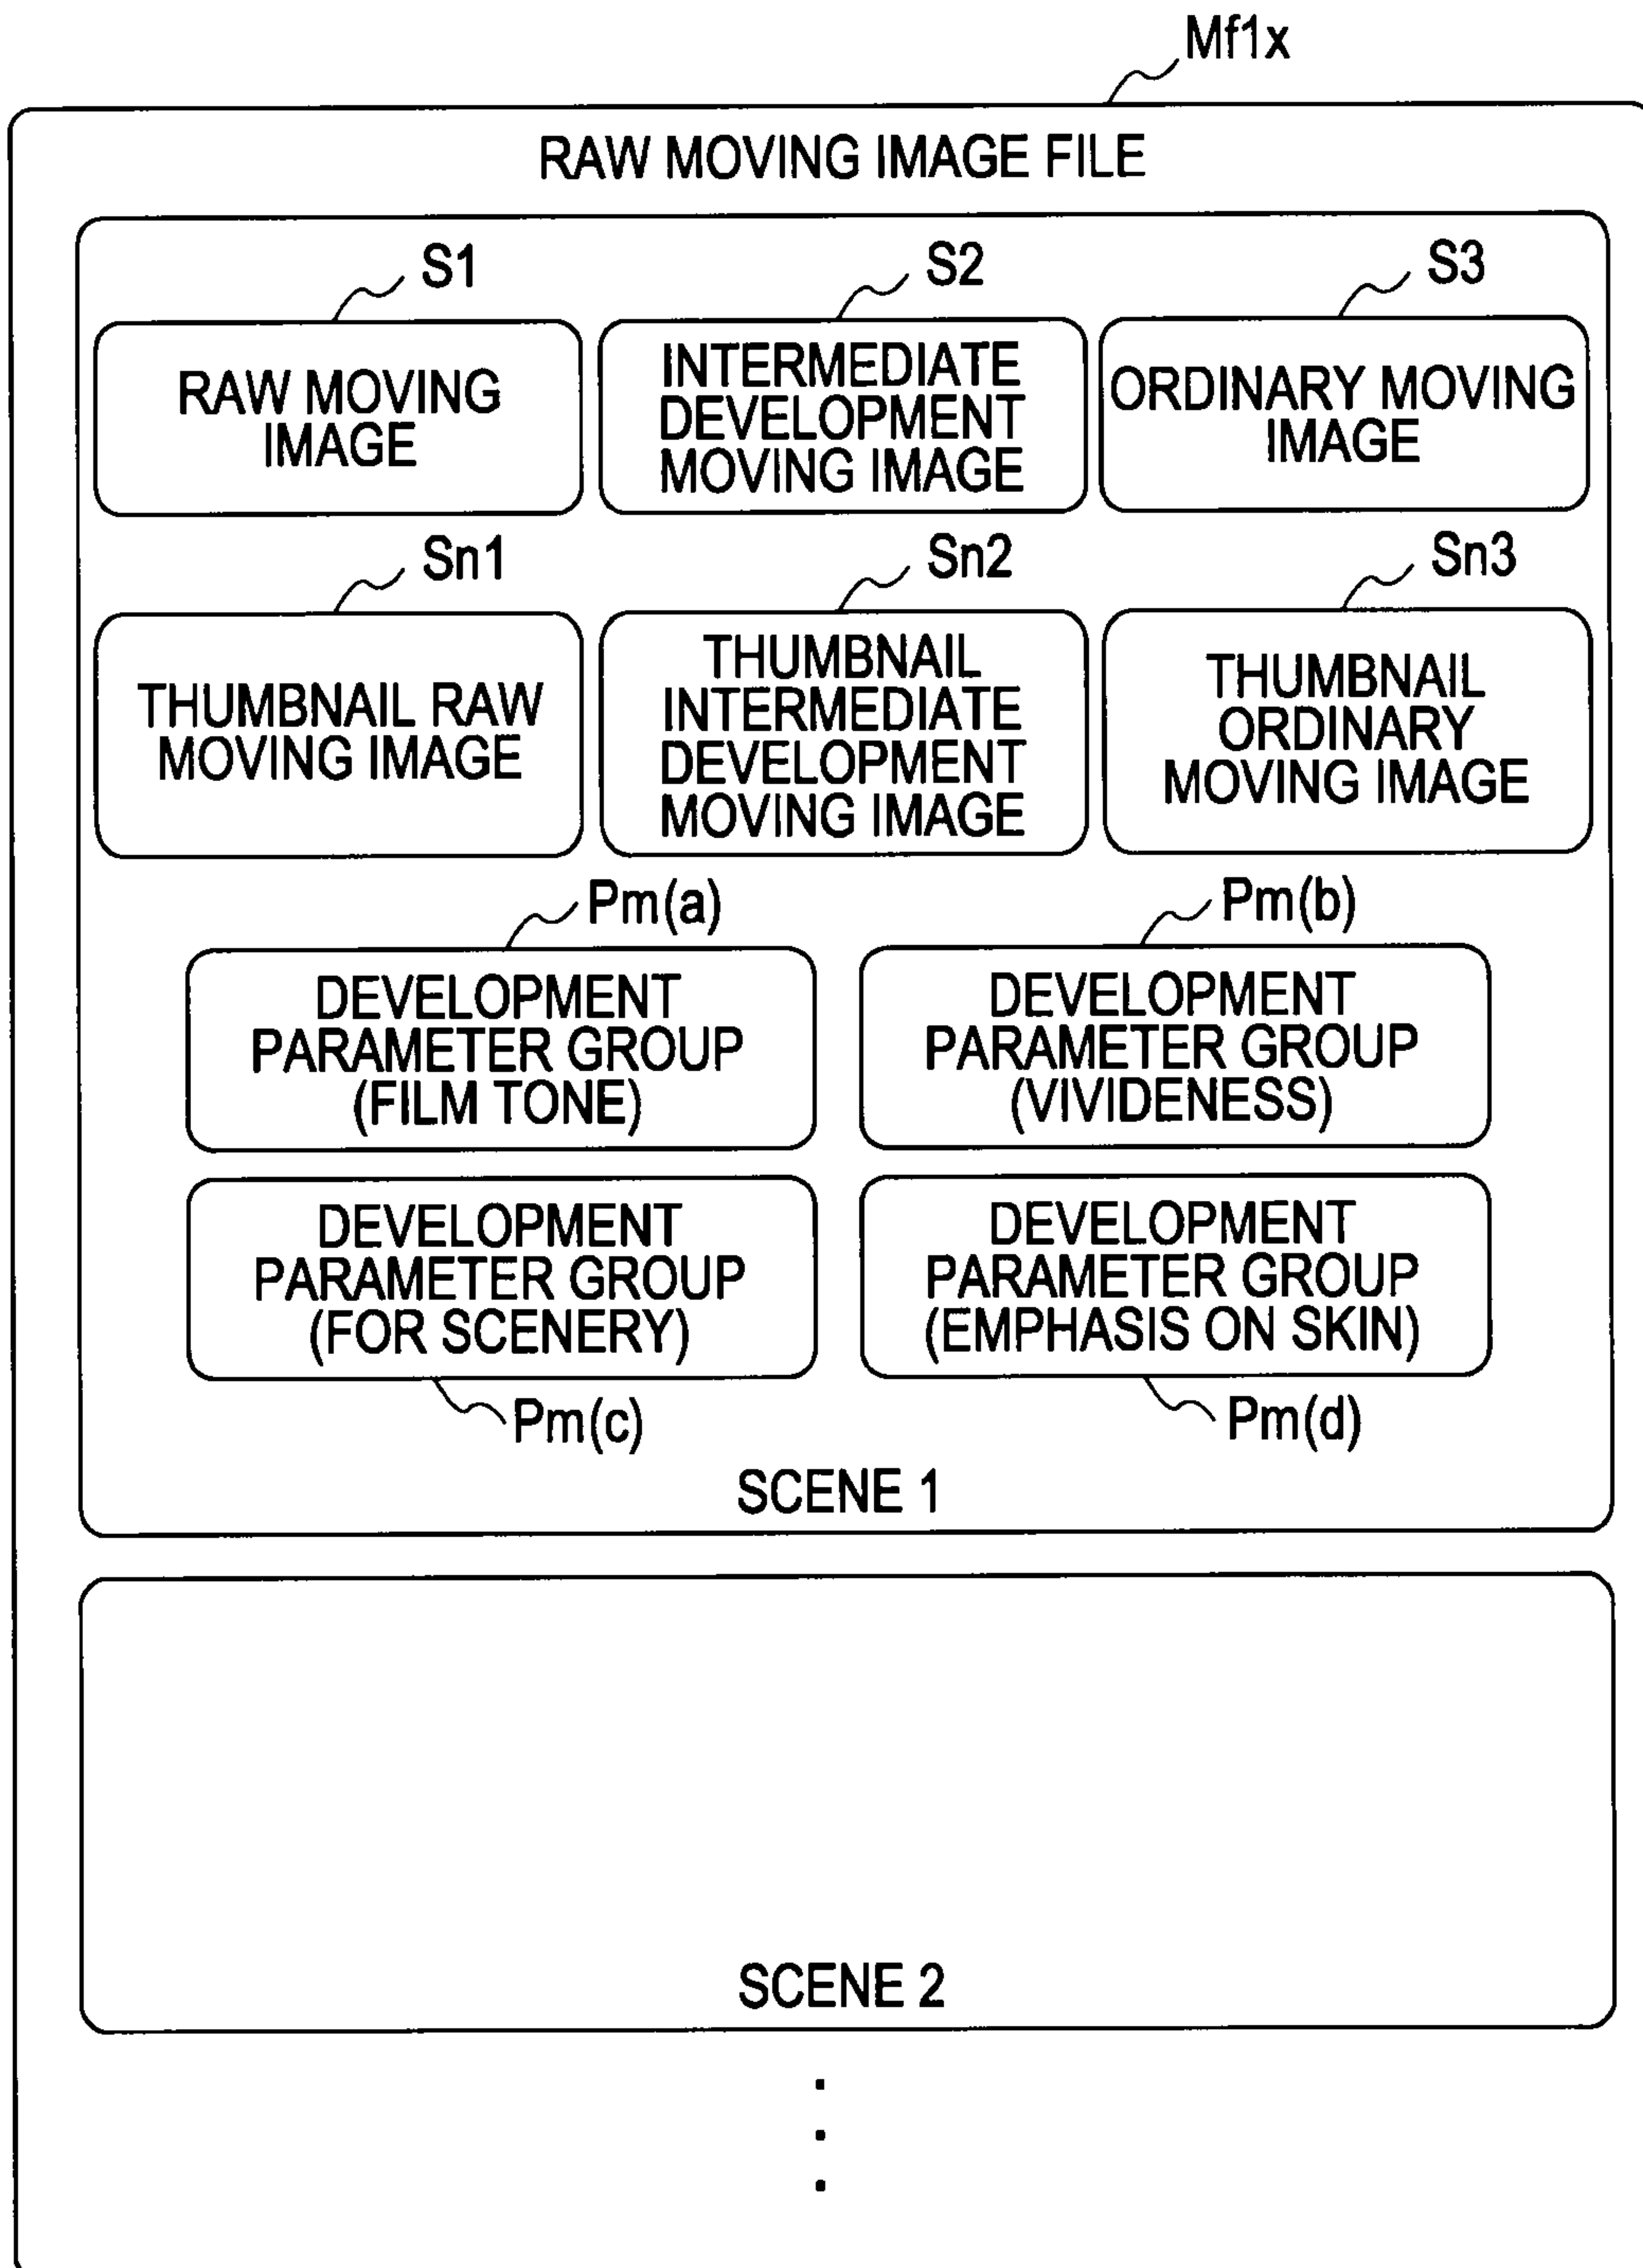 Mf1x
RAW MOVING IMAGE FILE
S1
S2
S3
RAW MOVING
IMAGE
INTERMEDIATE
DEVELOPMENT
MOVING IMAGE
ORDINARY MOVING
IMAGE
Sn1
Sn2
Sn3
THUMBNAIL RAW
MOVING IMAGE
THUMBNAIL
INTERMEDIATE
DEVELOPMENT
MOVING IMAGE
THUMBNAIL
ORDINARY
MOVING IMAGE
Pm(a)
Pm(b)
DEVELOPMENT
PARAMETER GROUP
(FILM TONE)
DEVELOPMENT
PARAMETER GROUP
(VIVIDENESS)
DEVELOPMENT
PARAMETER GROUP
(FOR SCENERY)
DEVELOPMENT
PARAMETER GROUP
(EMPHASIS ON SKIN)
Pm(c)
Pm(d)
SCENE 1
SCENE 2